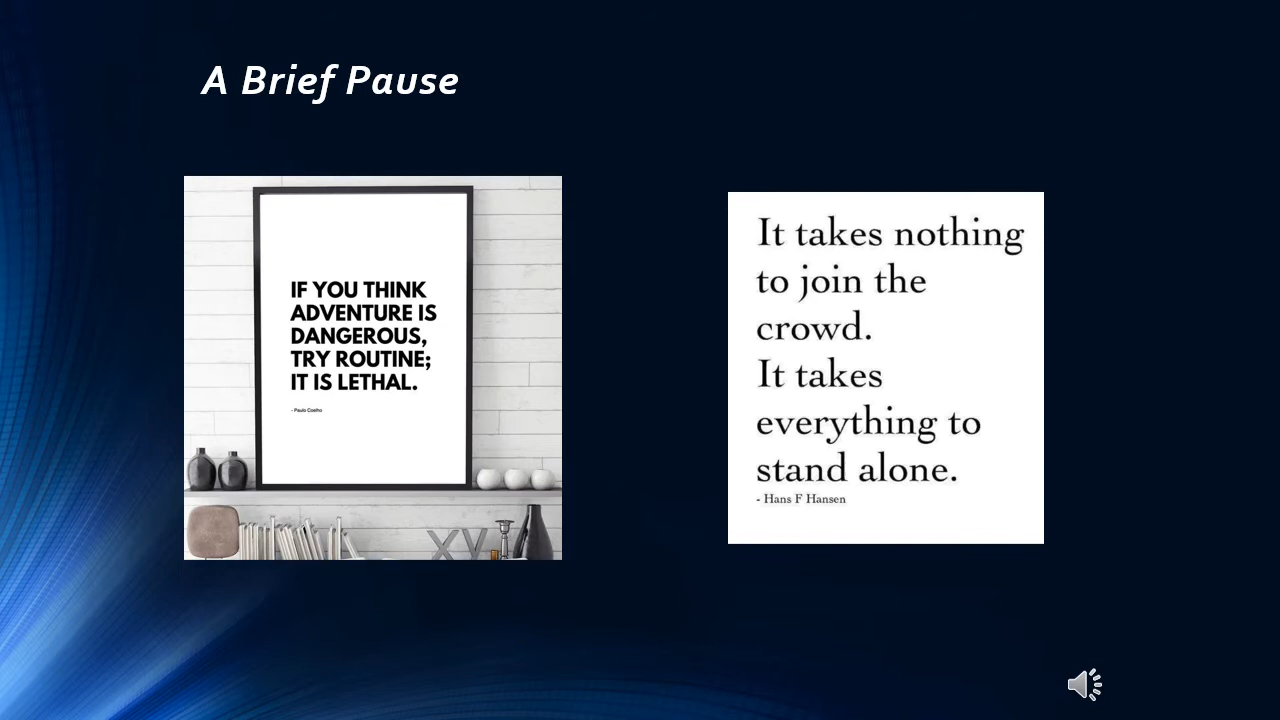 A Brief Pause
IF YOU THINK
ADVENTURE IS
DANGEROUS,
TRY ROUTINE;
IT IS LETHAL.
- Paulo Coelho
XY
It takes nothing
to join the
crowd.
It takes
everything to
stand alone.
- Hans F Hansen